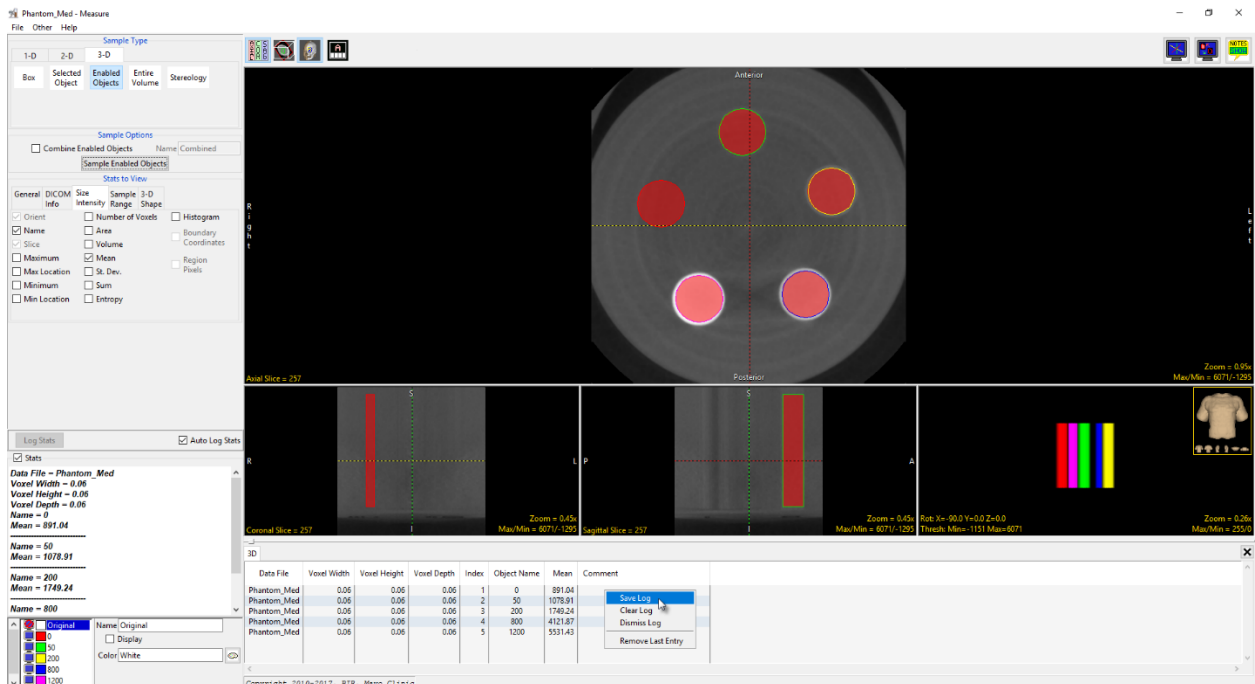 Phantom_Med - Measure
File Other Help
Sample Type
1-D 2-D 3-D
Box
Selected Object
Enabled Objects
Entire Volume
Stereology
Sample Options
Combine Enabled Objects Name Combined
Sample Enabled Objects
Stats to View
General
DICOM Info
Size Intensity
Sample Range
3-D Shape
Orient Number of Voxels Histogram
Name Area Boundary Coordinates
Slice Volume
Maximum Mean Region Pixels
Max Location St. Dev.
Minimum Sum
Min Location Entropy
Log Stats Auto Log Stats
Stats
Data File = Phantom_Med
Voxel Width = 0.06
Voxel Height = 0.06
Voxel Depth = 0.06
Name = 0
Mean = 891.04
Name = 50
Mean = 1078.91
Name = 200
Mean = 1749.24
Name = 800
Original
0
50
200
800
1200
Name Original
Display
Color White
NOTES
A
Anterior
Right
Left
Posterior
Axial Slice = 257
Zoom = 0.95x
Max/Min = 6071/-1295
S
R
L
I
Coronal Slice = 257
Zoom = 0.45x
Max/Min = 6071/-1295
S
P
A
I
Sagittal Slice = 257
Zoom = 0.45x
Max/Min = 6071/-1295
Rot: X= -90.0 Y=0.0 Z=0.0
Thresh: Min= -1151 Max=6071
Zoom = 0.26x
Max/Min = 255/0
3D
Data File Voxel Width Voxel Height Voxel Depth Index Object Name Mean Comment
Phantom_Med 0.06 0.06 0.06 1 0 891.04
Phantom_Med 0.06 0.06 0.06 2 50 1078.91
Phantom_Med 0.06 0.06 0.06 3 200 1749.24
Phantom_Med 0.06 0.06 0.06 4 800 4121.87
Phantom_Med 0.06 0.06 0.06 5 1200 5531.43
Save Log
Clear Log
Dismiss Log
Remove Last Entry
Copyright 2010-2017, BIR, Mayo Clinic